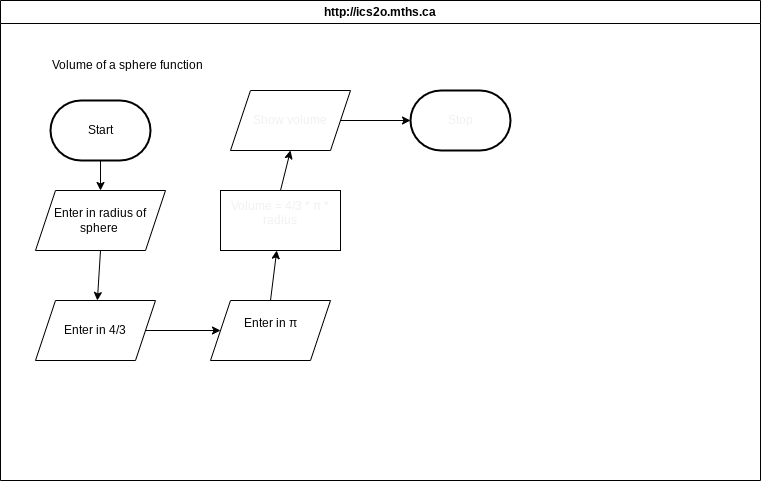 http://ics2o.mths.ca
Volume of a sphere function
Start
Enter in radius of
sphere
Enter in 4/3
Enter in π
Volume = 4/3 * π *
radius
Show volume
Stop